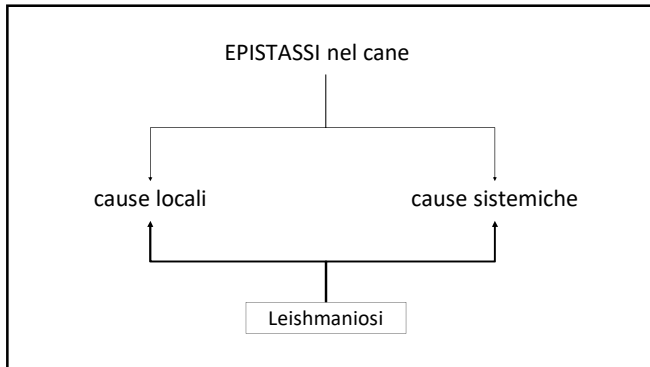 EPISTASSI nel cane
cause locali
cause sistemiche
Leishmaniosi